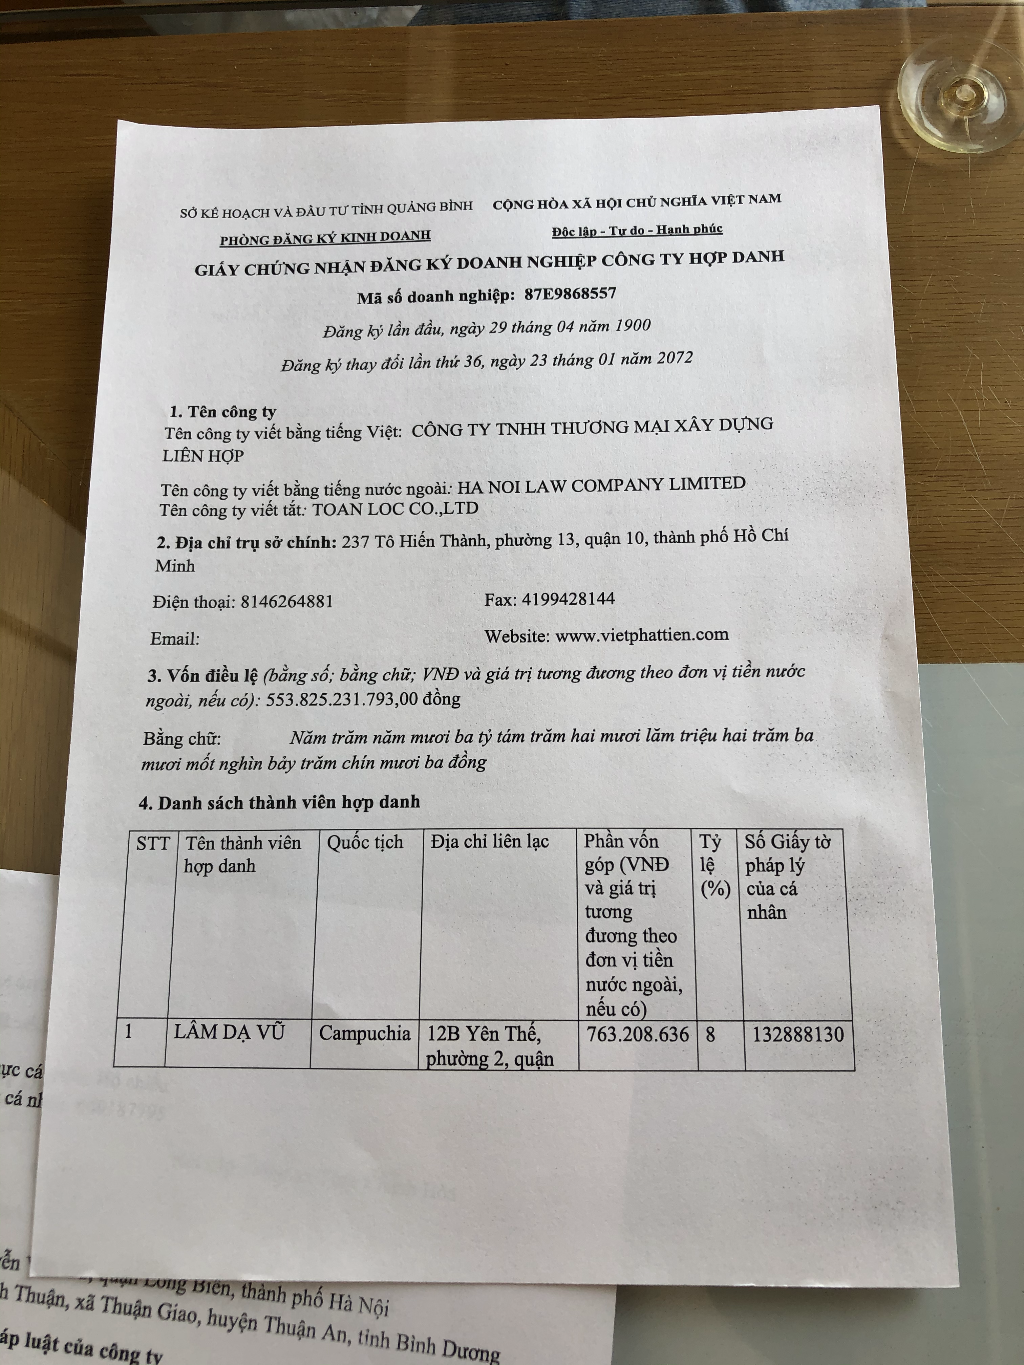 SỞ KẾ HOẠCH VÀ ĐẦU TƯ TỈNH QUẢNG BÌNH CỘNG HÒA XÃ HỘI CHỦ NGHĨA VIỆT NAM
PHÒNG ĐĂNG KÝ KINH DOANH Độc lập - Tự do - Hạnh phúc
GIẤY CHỨNG NHẬN ĐĂNG KÝ DOANH NGHIỆP CÔNG TY HỢP DANH
Mã số doanh nghiệp: 87E9868557
Đăng ký lần đầu, ngày 29 tháng 04 năm 1900
Đăng ký thay đổi lần thứ 36, ngày 23 tháng 01 năm 2072
1. Tên công ty
Tên công ty viết bằng tiếng Việt: CÔNG TY TNHH THƯƠNG MẠI XÂY DỰNG
LIÊN HỢP
Tên công ty viết bằng tiếng nước ngoài: HA NOI LAW COMPANY LIMITED
Tên công ty viết tắt: TOAN LOC CO.,LTD
2. Địa chỉ trụ sở chính: 237 Tô Hiến Thành, phường 13, quận 10, thành phố Hồ Chí
Minh
Điện thoại: 8146264881 Fax: 4199428144
Email: Website: www.vietphattien.com
3. Vốn điều lệ (bằng số; bằng chữ; VNĐ và giá trị tương đương theo đơn vị tiền nước
ngoài, nếu có): 553.825.231.793,00 đồng
Bằng chữ: Năm trăm năm mươi ba tỷ tám trăm hai mươi lăm triệu hai trăm ba
mươi mốt nghìn bảy trăm chín mươi ba đồng
4. Danh sách thành viên hợp danh
STT Tên thành viên Quốc tịch Địa chỉ liên lạc Phần vốn Tỷ Số Giấy tờ
hợp danh góp (VNĐ lệ pháp lý
và giá trị (%) của cá
tương nhân
đương theo
đơn vị tiền
nước ngoài,
nếu có)
1 LÂM DẠ VŨ Campuchia 12B Yên Thế, 763.208.636 8 132888130
phường 2, quận
cá
cá
quận Long Biên, thành phố Hà Nội
Thuận, xã Thuận Giao, huyện Thuận An, tỉnh Bình Dương
luật của công ty